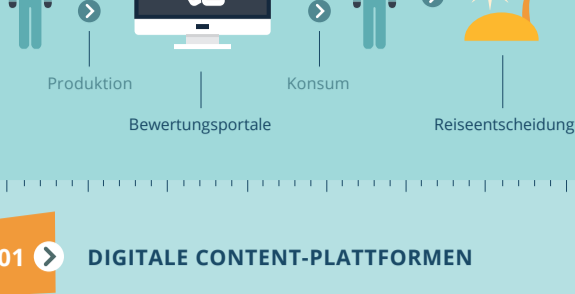 Produktion
Konsum
Bewertungsportale
Reiseentscheidung
01
DIGITALE CONTENT-PLATTFORMEN